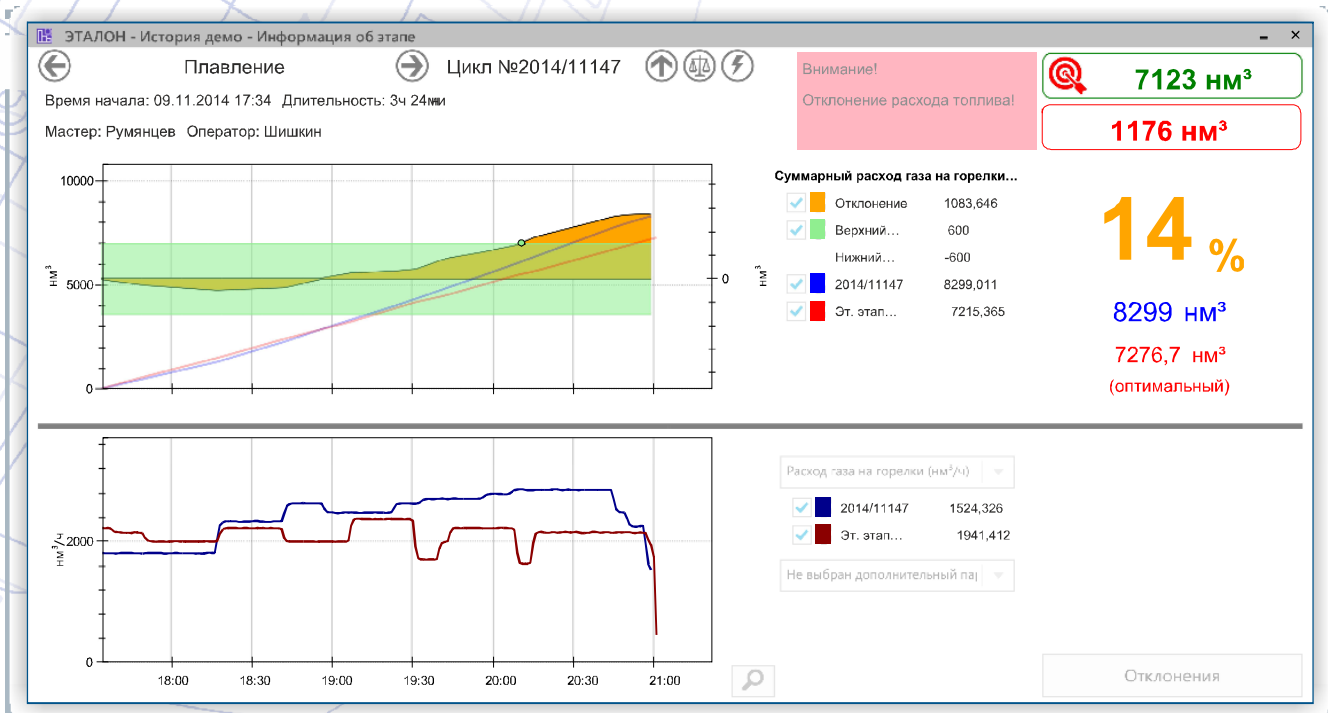 ЭТАЛОН - История демо - Информация об этапе
Плавление
Цикл №2014/11147
Время начала: 09.11.2014 17:34 Длительность: 3ч 24
Мастер: Румянцев Оператор: Шишкин
Внимание!
Отклонение расхода топлива!
7123 нм³
1176 нм³
10000
5000
0
нм³
0
нм³
Суммарный расход газа на горелки...
Отклонение 1083,646
Верхний... 600
Нижний... -600
2014/11147 8299,011
Эт. этап... 7215,365
14 %
8299 нм³
7276,7 нм³
(оптимальный)
2000
0
нм³/ч
18:00 18:30 19:00 19:30 20:00 20:30 21:00
Расход газа на горелки (нм³/ч)
2014/11147 1524,326
Эт. этап... 1941,412
Не выбран дополнительный па
Отклонения